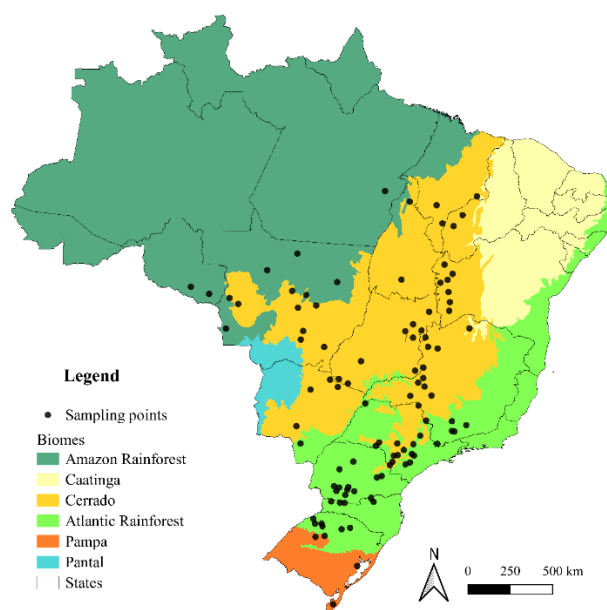 Legend
Sampling points
Biomes
Amazon Rainforest
Caatinga
Cerrado
Atlantic Rainforest
Pampa
Pantal
States
N
0 250 500 km